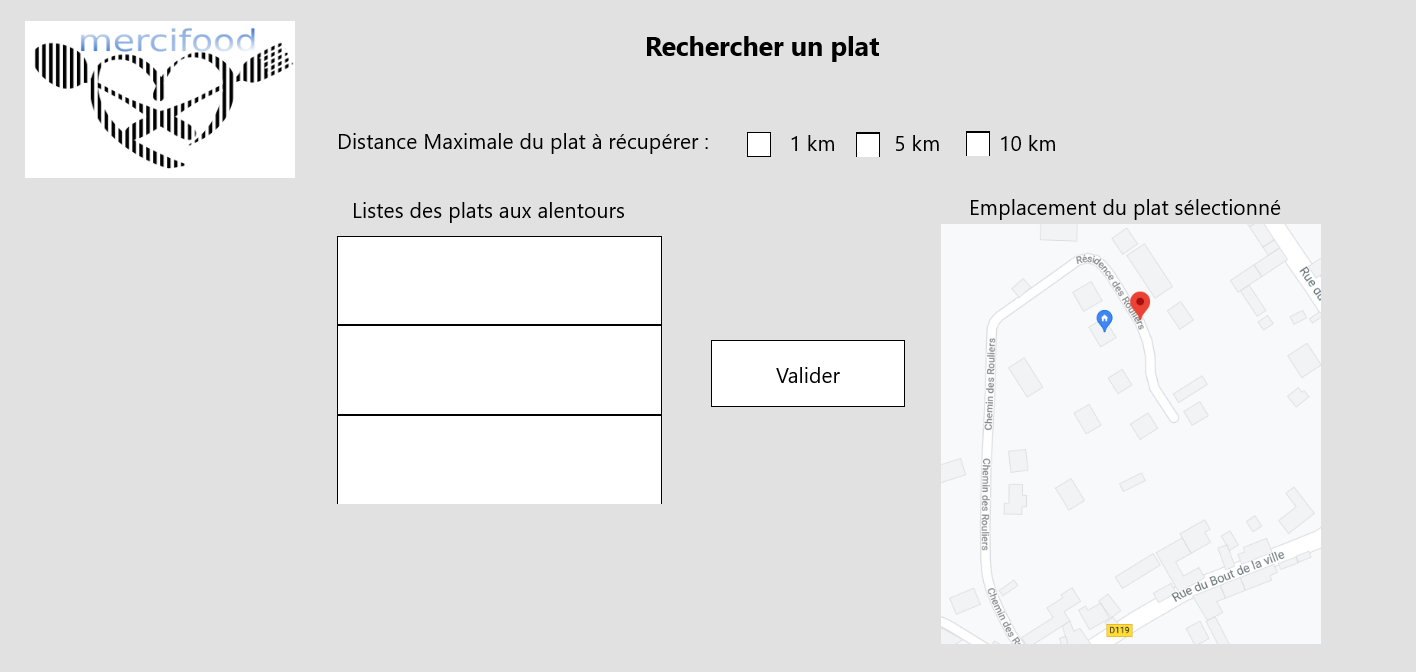 mercifood
Rechercher un plat
Distance Maximale du plat à récupérer :
1 km
5 km
10 km
Listes des plats aux alentours
Emplacement du plat sélectionné
Valider
Résidence des Rouliers
Rue du
Chemin des Rouliers
Chemin des Rouliers
Chemin des
Rue du Bout de la ville
D119